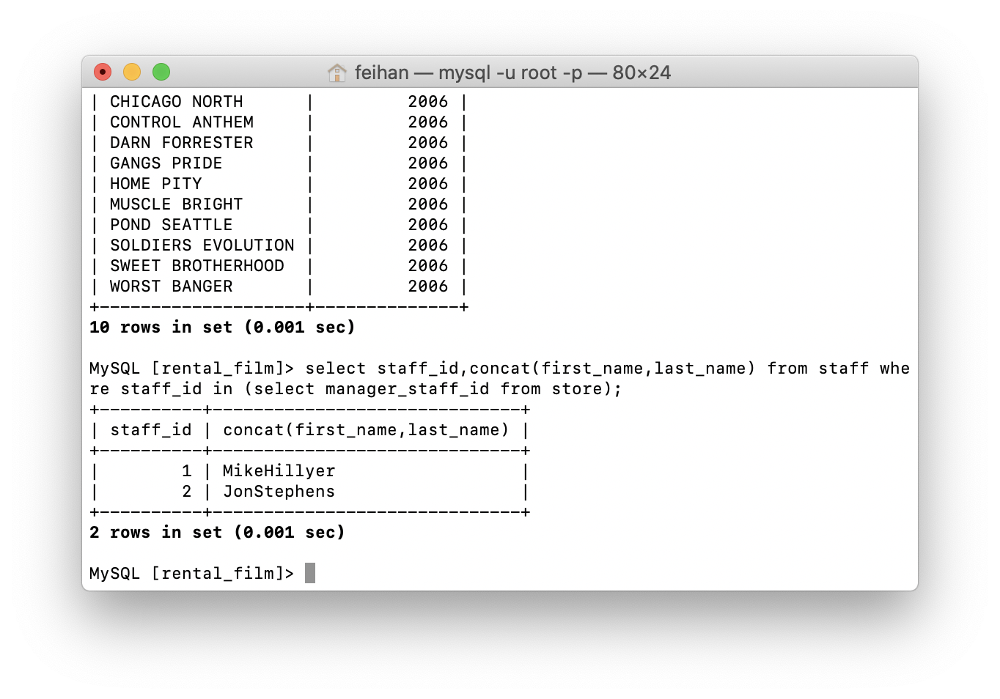 feihan — mysql -u root -p — 80×24
| CHICAGO NORTH      |         2006 |
| CONTROL ANTHEM     |         2006 |
| DARN FORRESTER     |         2006 |
| GANGS PRIDE        |         2006 |
| HOME PITY          |         2006 |
| MUSCLE BRIGHT      |         2006 |
| POND SEATTLE       |         2006 |
| SOLDIERS EVOLUTION |         2006 |
| SWEET BROTHERHOOD  |         2006 |
| WORST BANGER       |         2006 |
+--------------------+--------------+
10 rows in set (0.001 sec)
MySQL [rental_film]> select staff_id,concat(first_name,last_name) from staff whe
re staff_id in (select manager_staff_id from store);
+----------+------------------------------+
| staff_id | concat(first_name,last_name) |
+----------+------------------------------+
|        1 | MikeHillyer                  |
|        2 | JonStephens                  |
+----------+------------------------------+
2 rows in set (0.001 sec)
MySQL [rental_film]>